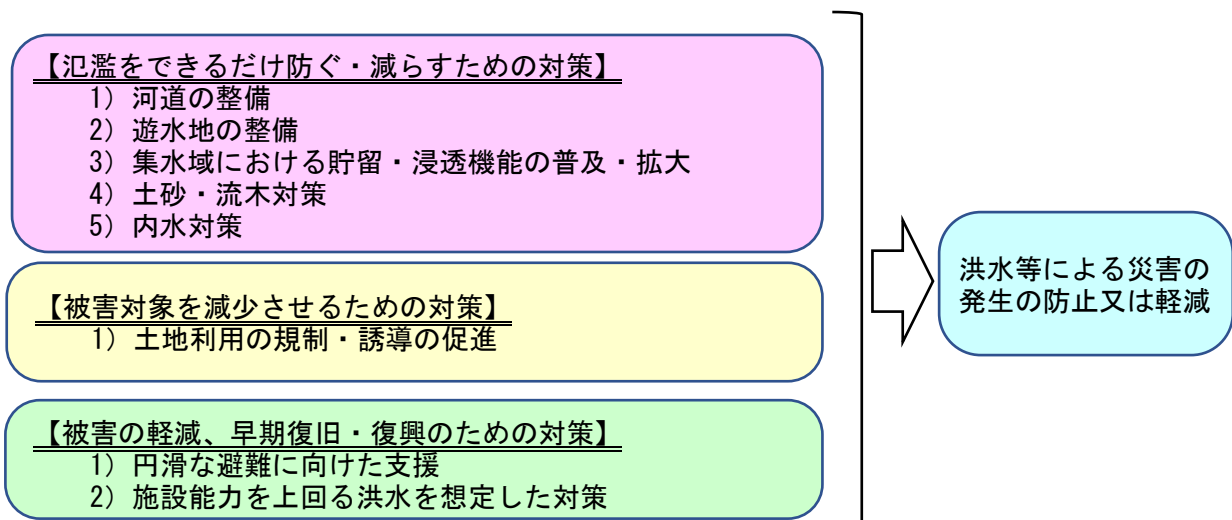 【氾濫をできるだけ防ぐ・減らすための対策】
1) 河道の整備
2) 遊水地の整備
3) 集水域における貯留・浸透機能の普及・拡大
4) 土砂・流木対策
5) 内水対策
【被害対象を減少させるための対策】
1) 土地利用の規制・誘導の促進
【被害の軽減、早期復旧・復興のための対策】
1) 円滑な避難に向けた支援
2) 施設能力を上回る洪水を想定した対策
洪水等による災害の
発生の防止又は軽減